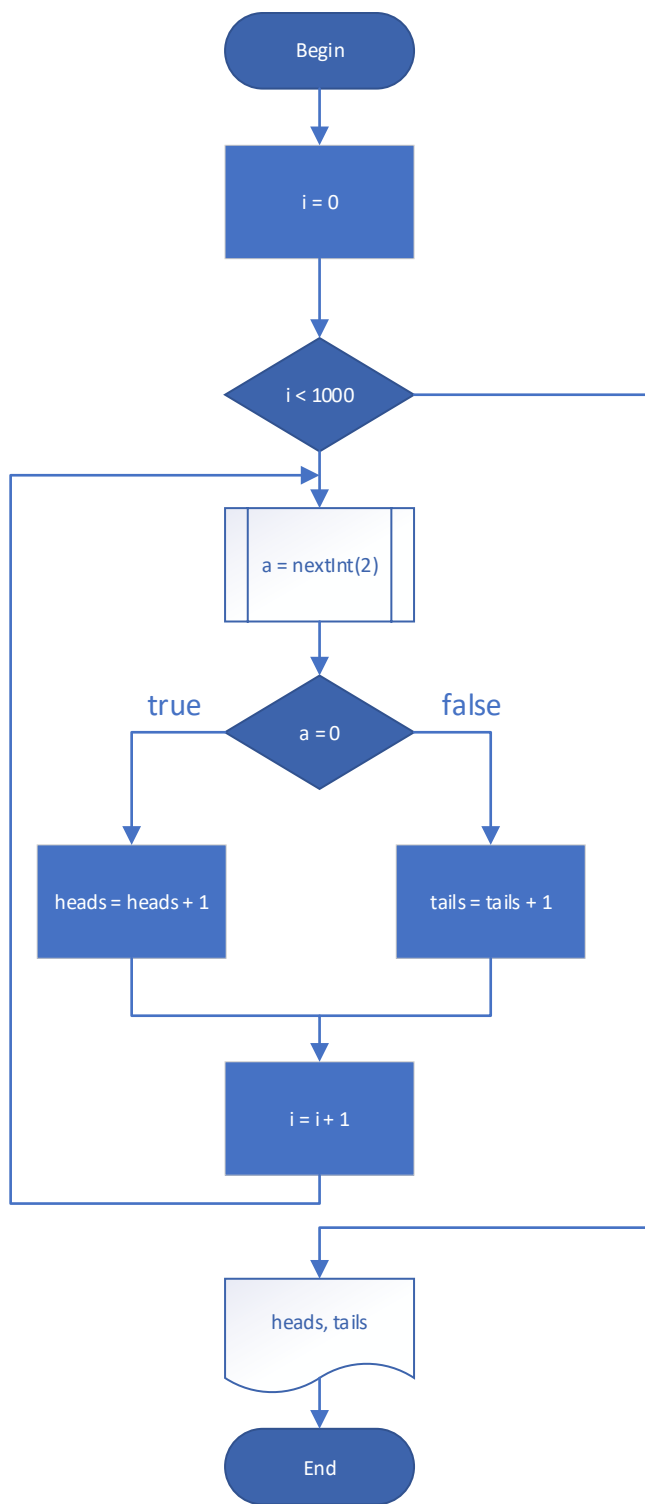 Begin
i = 0
i < 1000
a = nextInt(2)
true
false
a = 0
heads = heads + 1
tails = tails + 1
i = i + 1
heads, tails
End